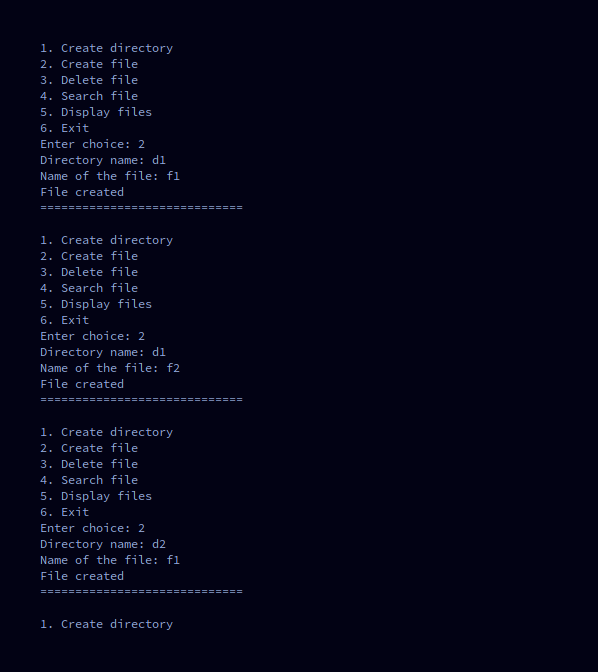 1. Create directory
2. Create file
3. Delete file
4. Search file
5. Display files
6. Exit
Enter choice: 2
Directory name: d1
Name of the file: f1
File created
=============================
1. Create directory
2. Create file
3. Delete file
4. Search file
5. Display files
6. Exit
Enter choice: 2
Directory name: d1
Name of the file: f2
File created
=============================
1. Create directory
2. Create file
3. Delete file
4. Search file
5. Display files
6. Exit
Enter choice: 2
Directory name: d2
Name of the file: f1
File created
=============================
1. Create directory